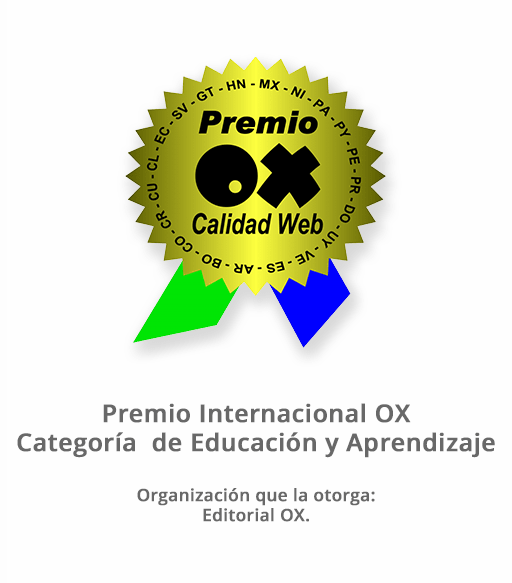 AR - BO - CO - CR - CU - CL - EC - SV - GT - HN - MX - NI - PA - PY - PE - PR - DO - UY - VE - ES -
Premio
OX
Calidad Web
Premio Internacional OX
Categoría de Educación y Aprendizaje
Organización que la otorga:
Editorial OX.